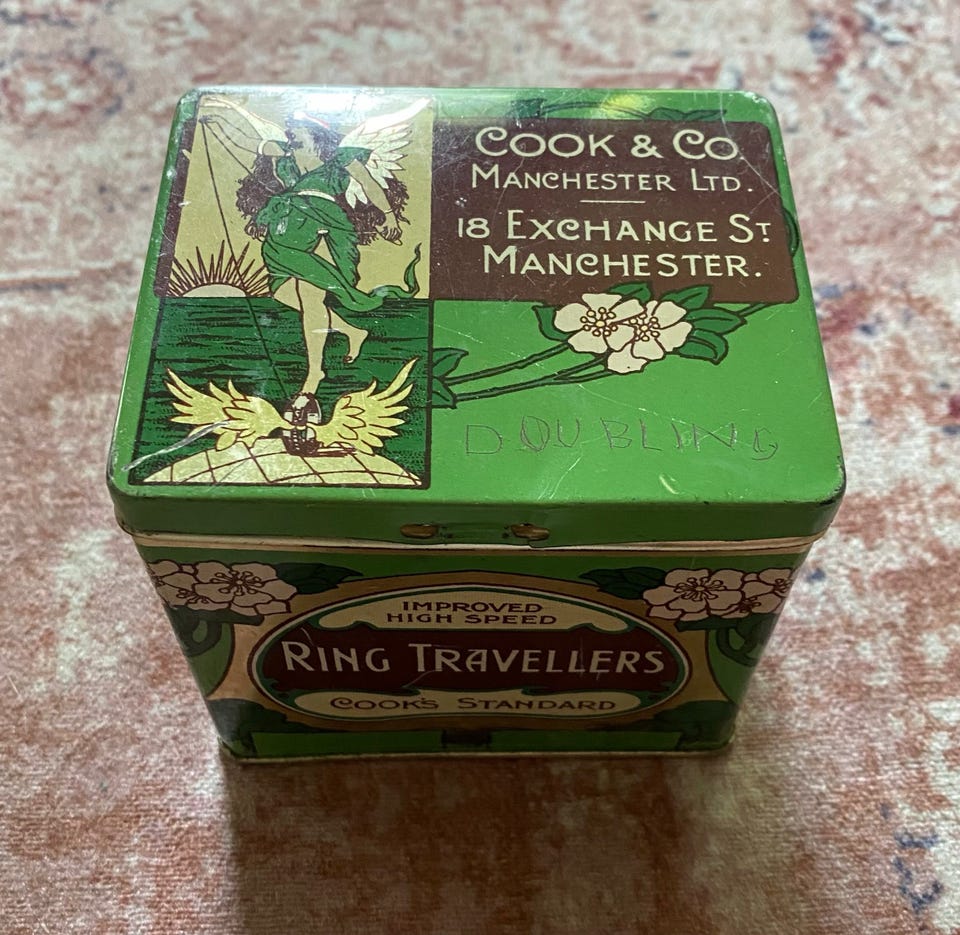 COOK & CO.
MANCHESTER LTD.
18 EXCHANGE ST
MANCHESTER.
DOUBLING
IMPROVED
HIGH SPEED
RING TRAVELLERS
COOK'S STANDARD